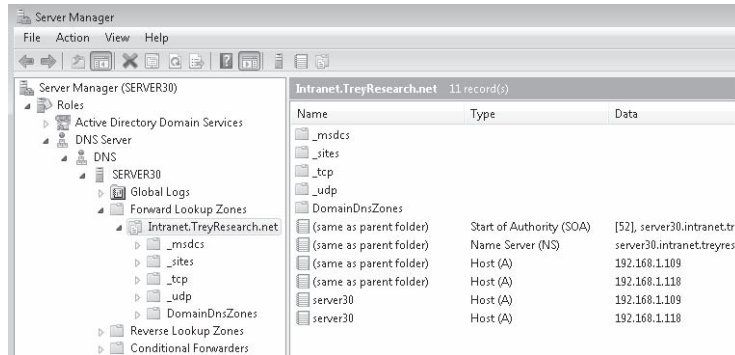 Server Manager
File Action View Help
Server Manager (SERVER30)
Roles
Active Directory Domain Services
DNS Server
DNS
SERVER30
Global Logs
Forward Lookup Zones
Intranet.TreyResearch.net
_msdcs
_sites
_tcp
_udp
DomainDnsZones
Reverse Lookup Zones
Conditional Forwarders
Intranet.TreyResearch.net 11 record(s)
Name Type Data
_msdcs
_sites
_tcp
_udp
DomainDnsZones
(same as parent folder) Start of Authority (SOA) [52], server30.intranet.tr
(same as parent folder) Name Server (NS) server30.intranet.treyres
(same as parent folder) Host (A) 192.168.1.109
(same as parent folder) Host (A) 192.168.1.118
server30 Host (A) 192.168.1.109
server30 Host (A) 192.168.1.118